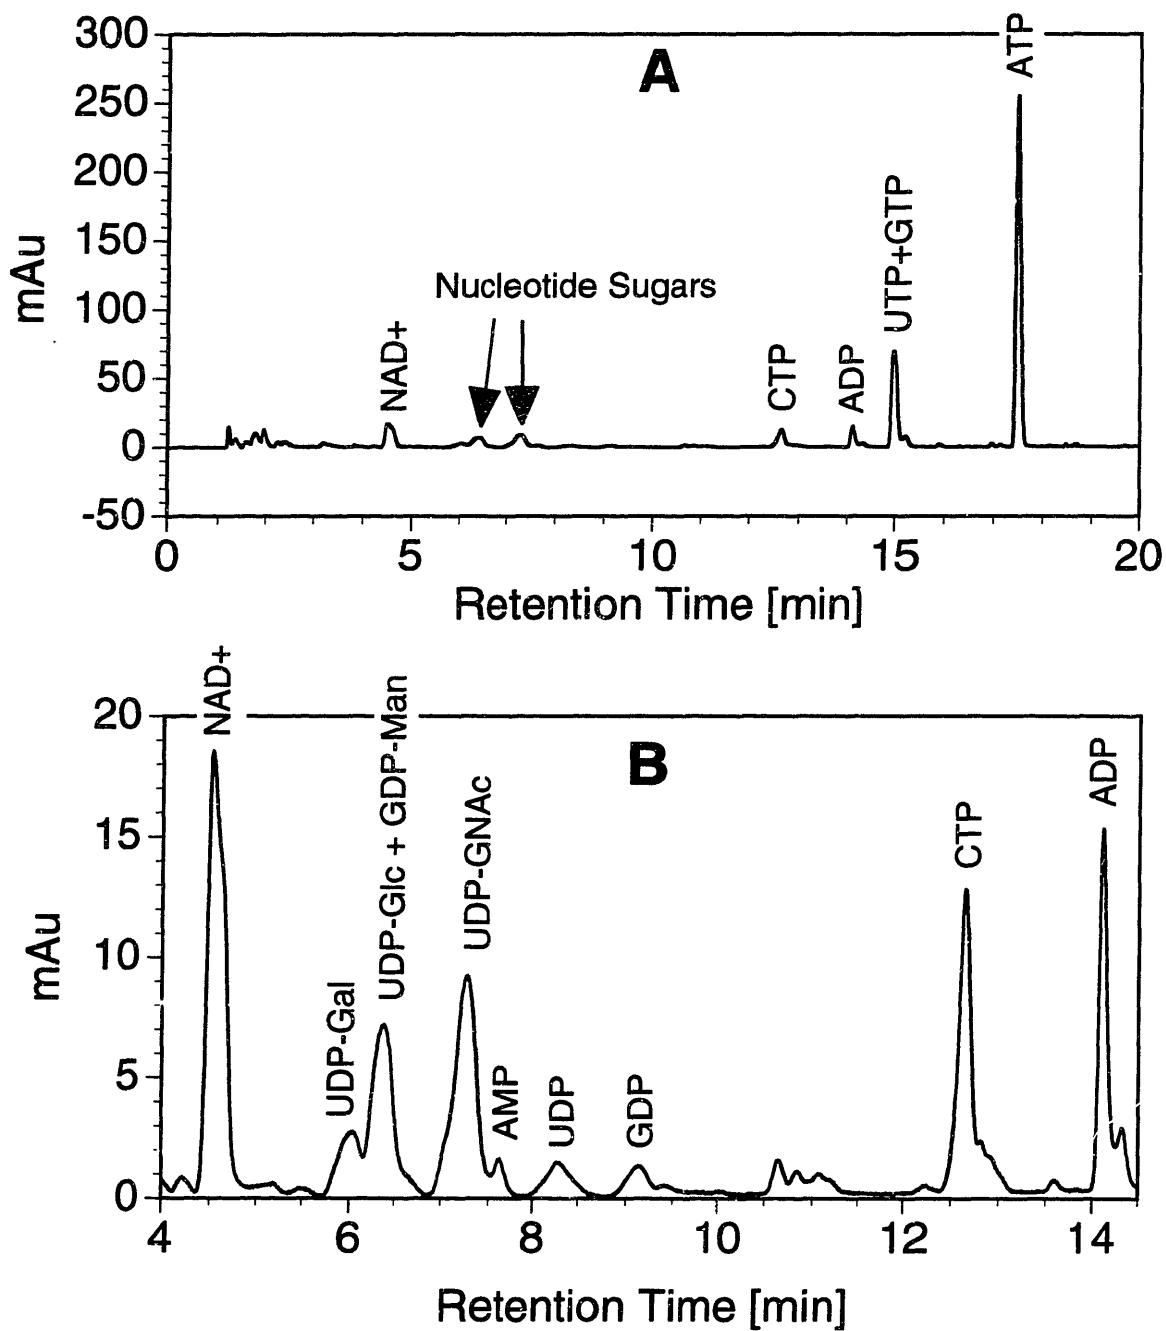 300
250
200
150
100
50
0
-50
mAu
A
ATP
UTP+GTP
Nucleotide Sugars
NAD+
CTP
ADP
0 5 10 15 20
Retention Time [min]
20
15
10
5
0
mAu
B
NAD+
UDP-Gal
UDP-Glc + GDP-Man
UDP-GNAc
AMP
UDP
GDP
CTP
ADP
4 6 8 10 12 14
Retention Time [min]